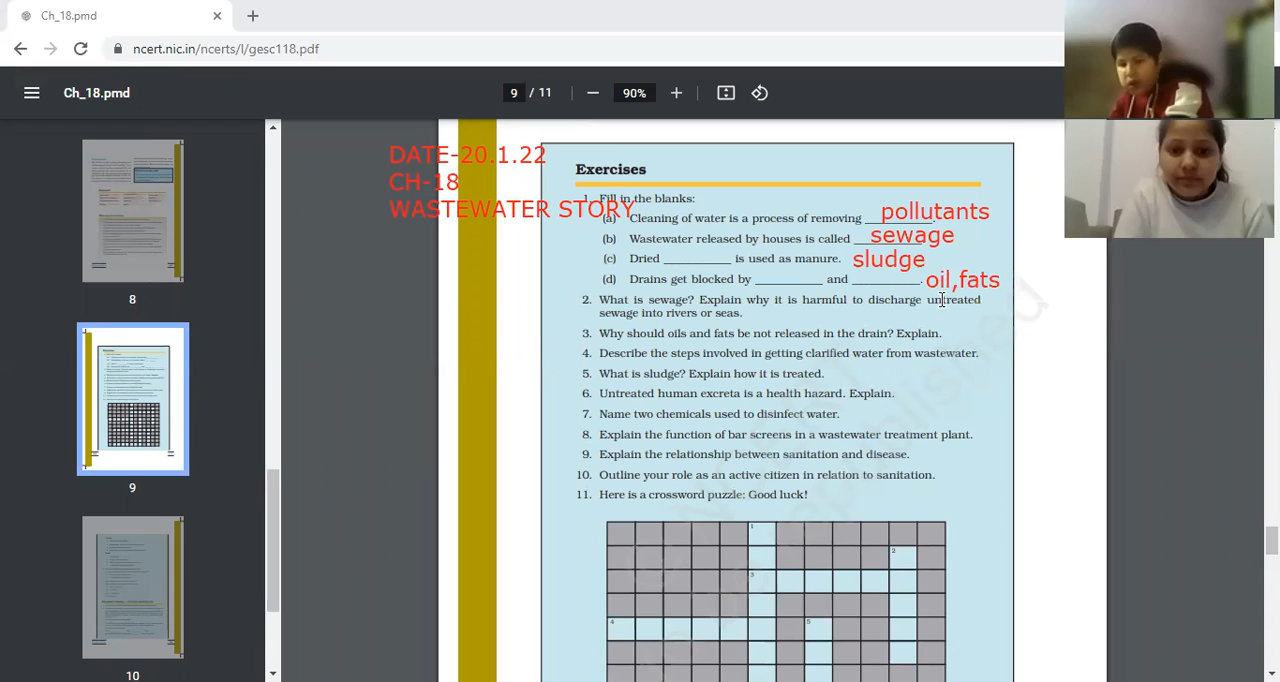 Ch_18.pmd
ncert.nic.in/ncerts/l/gesc118.pdf
Ch_18.pmd
9 / 11
90%
8
9
10
DATE-20.1.22
CH-18
WASTEWATER STORY
Exercises
1. Fill in the blanks:
(a) Cleaning of water is a process of removing __________. pollutants
(b) Wastewater released by houses is called __________. sewage
(c) Dried __________ is used as manure. sludge
(d) Drains get blocked by __________ and __________. oil,fats
2. What is sewage? Explain why it is harmful to discharge untreated
sewage into rivers or seas.
3. Why should oils and fats be not released in the drain? Explain.
4. Describe the steps involved in getting clarified water from wastewater.
5. What is sludge? Explain how it is treated.
6. Untreated human excreta is a health hazard. Explain.
7. Name two chemicals used to disinfect water.
8. Explain the function of bar screens in a wastewater treatment plant.
9. Explain the relationship between sanitation and disease.
10. Outline your role as an active citizen in relation to sanitation.
11. Here is a crossword puzzle: Good luck!
1
2
3
4 5